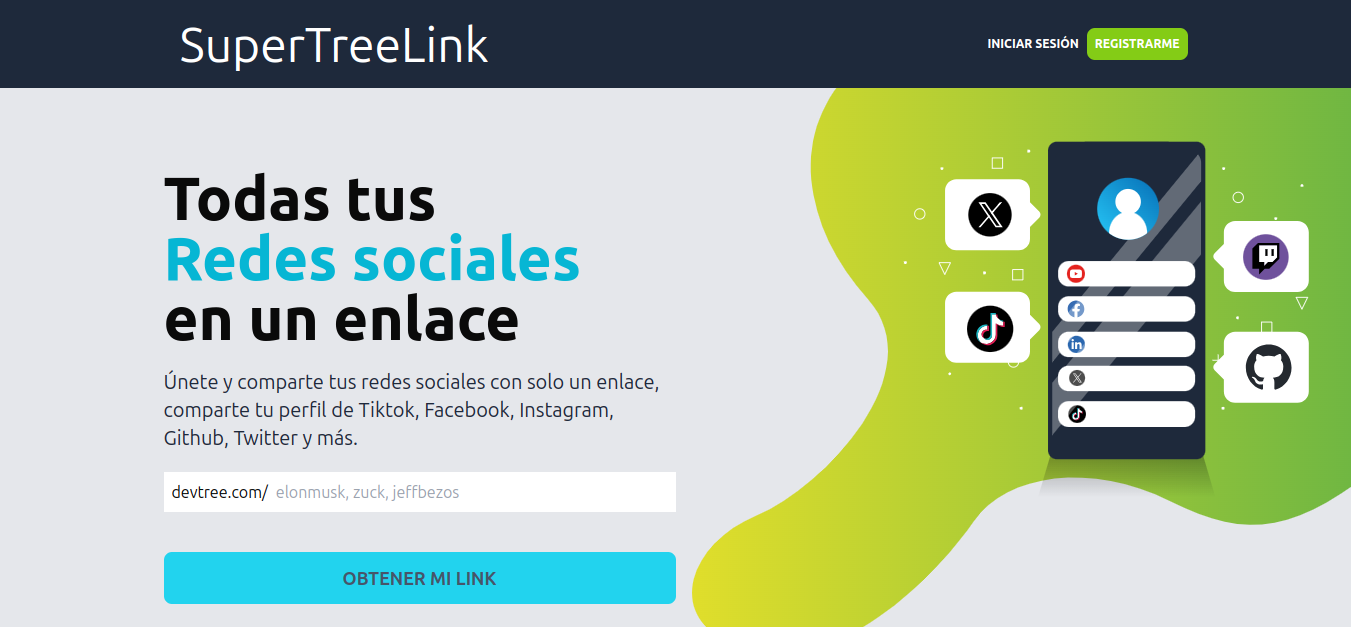 SuperTreeLink
INICIAR SESIÓN REGISTRARME
Todas tus
Redes sociales
en un enlace
Únete y comparte tus redes sociales con solo un enlace,
comparte tu perfil de Tiktok, Facebook, Instagram,
Github, Twitter y más.
devtree.com/ elonmusk, zuck, jeffbezos
OBTENER MI LINK